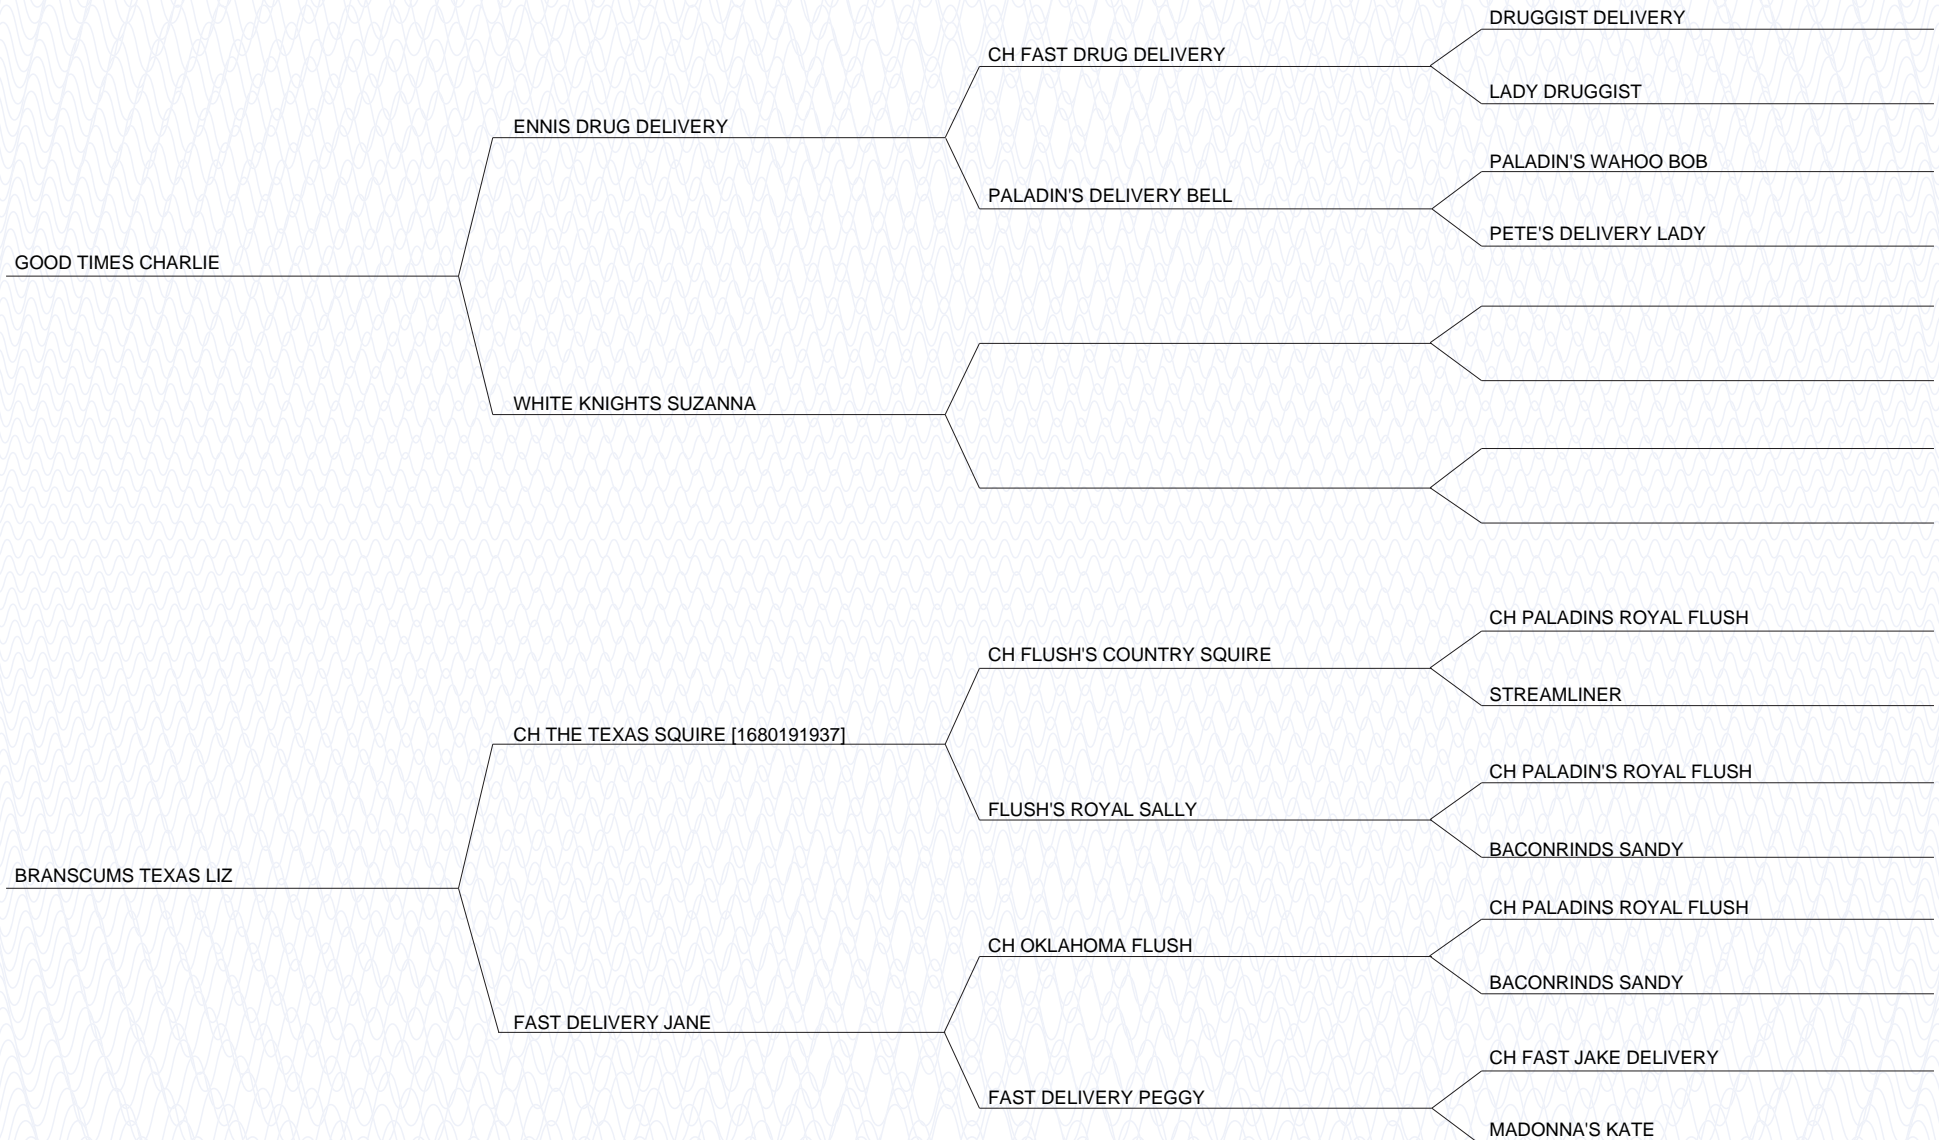 DRUGGIST DELIVERY
CH FAST DRUG DELIVERY
LADY DRUGGIST
ENNIS DRUG DELIVERY
PALADIN'S WAHOO BOB
PALADIN'S DELIVERY BELL
PETE'S DELIVERY LADY
GOOD TIMES CHARLIE
WHITE KNIGHTS SUZANNA
CH PALADINS ROYAL FLUSH
CH FLUSH'S COUNTRY SQUIRE
STREAMLINER
CH THE TEXAS SQUIRE [1680191937]
CH PALADIN'S ROYAL FLUSH
FLUSH'S ROYAL SALLY
BACONRINDS SANDY
BRANSCUMS TEXAS LIZ
CH PALADINS ROYAL FLUSH
CH OKLAHOMA FLUSH
BACONRINDS SANDY
FAST DELIVERY JANE
CH FAST JAKE DELIVERY
FAST DELIVERY PEGGY
MADONNA'S KATE